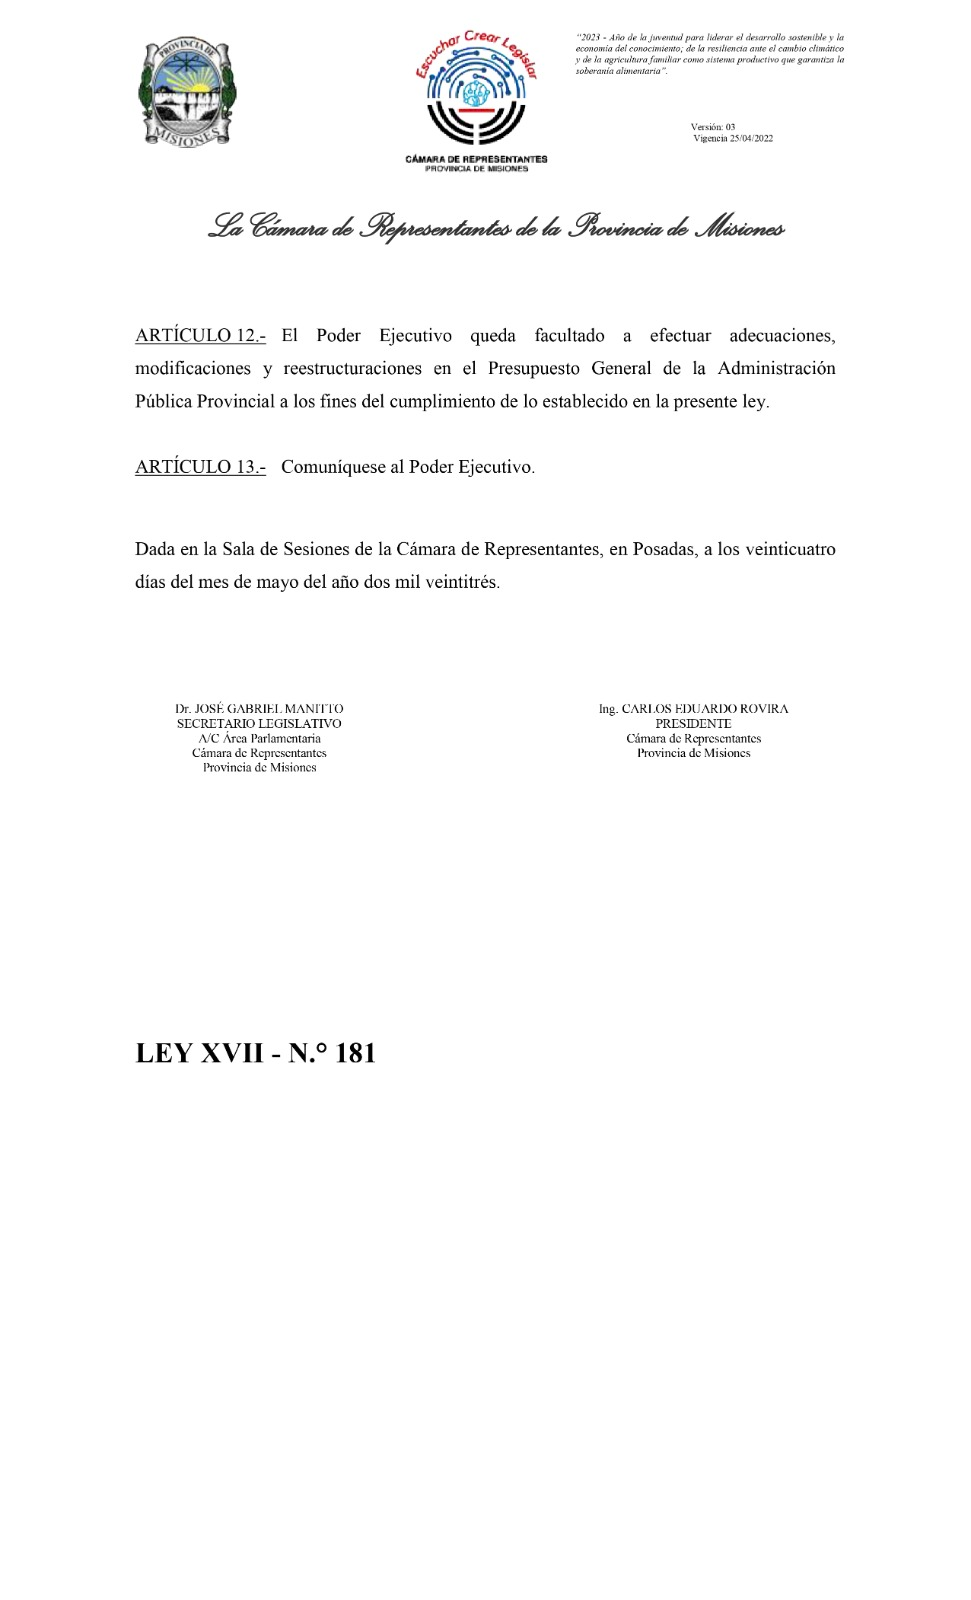 PROVINCIA DE
MISIONES
Escuchar Crear Legislar
CÁMARA DE REPRESENTANTES
PROVINCIA DE MISIONES
“2023 - Año de la juventud para liderar el desarrollo sostenible y la
economía del conocimiento; de la resiliencia ante el cambio climático
y de la agricultura familiar como sistema productivo que garantiza la
soberanía alimentaria”.
Versión: 03
Vigencia 25/04/2022
La Cámara de Representantes de la Provincia de Misiones
ARTÍCULO 12.- El Poder Ejecutivo queda facultado a efectuar adecuaciones,
modificaciones y reestructuraciones en el Presupuesto General de la Administración
Pública Provincial a los fines del cumplimiento de lo establecido en la presente ley.
ARTÍCULO 13.- Comuníquese al Poder Ejecutivo.
Dada en la Sala de Sesiones de la Cámara de Representantes, en Posadas, a los veinticuatro
días del mes de mayo del año dos mil veintitrés.
Dr. JOSÉ GABRIEL MANITTO
SECRETARIO LEGISLATIVO
A/C Área Parlamentaria
Cámara de Representantes
Provincia de Misiones
Ing. CARLOS EDUARDO ROVIRA
PRESIDENTE
Cámara de Representantes
Provincia de Misiones
LEY XVII - N.° 181